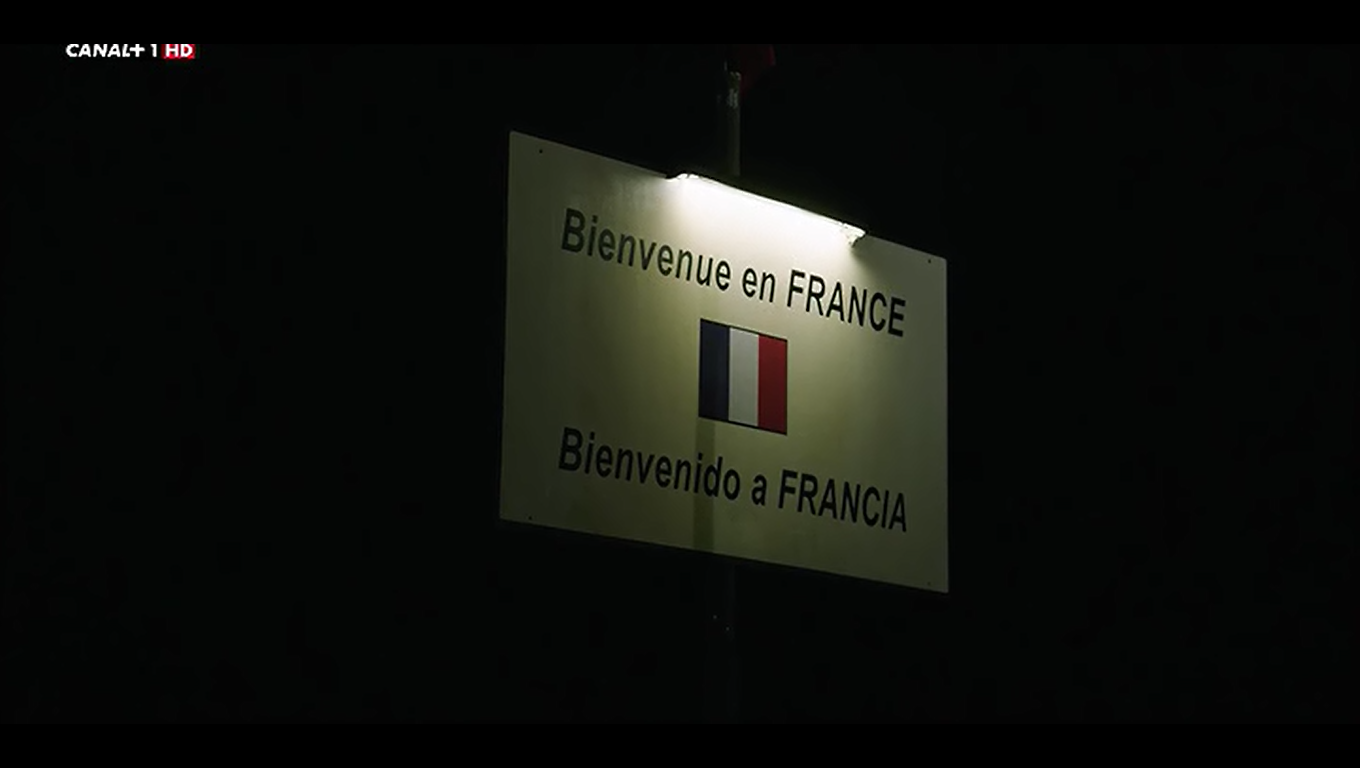 CANAL+ 1 HD
Bienvenue en FRANCE
Bienvenido a FRANCIA